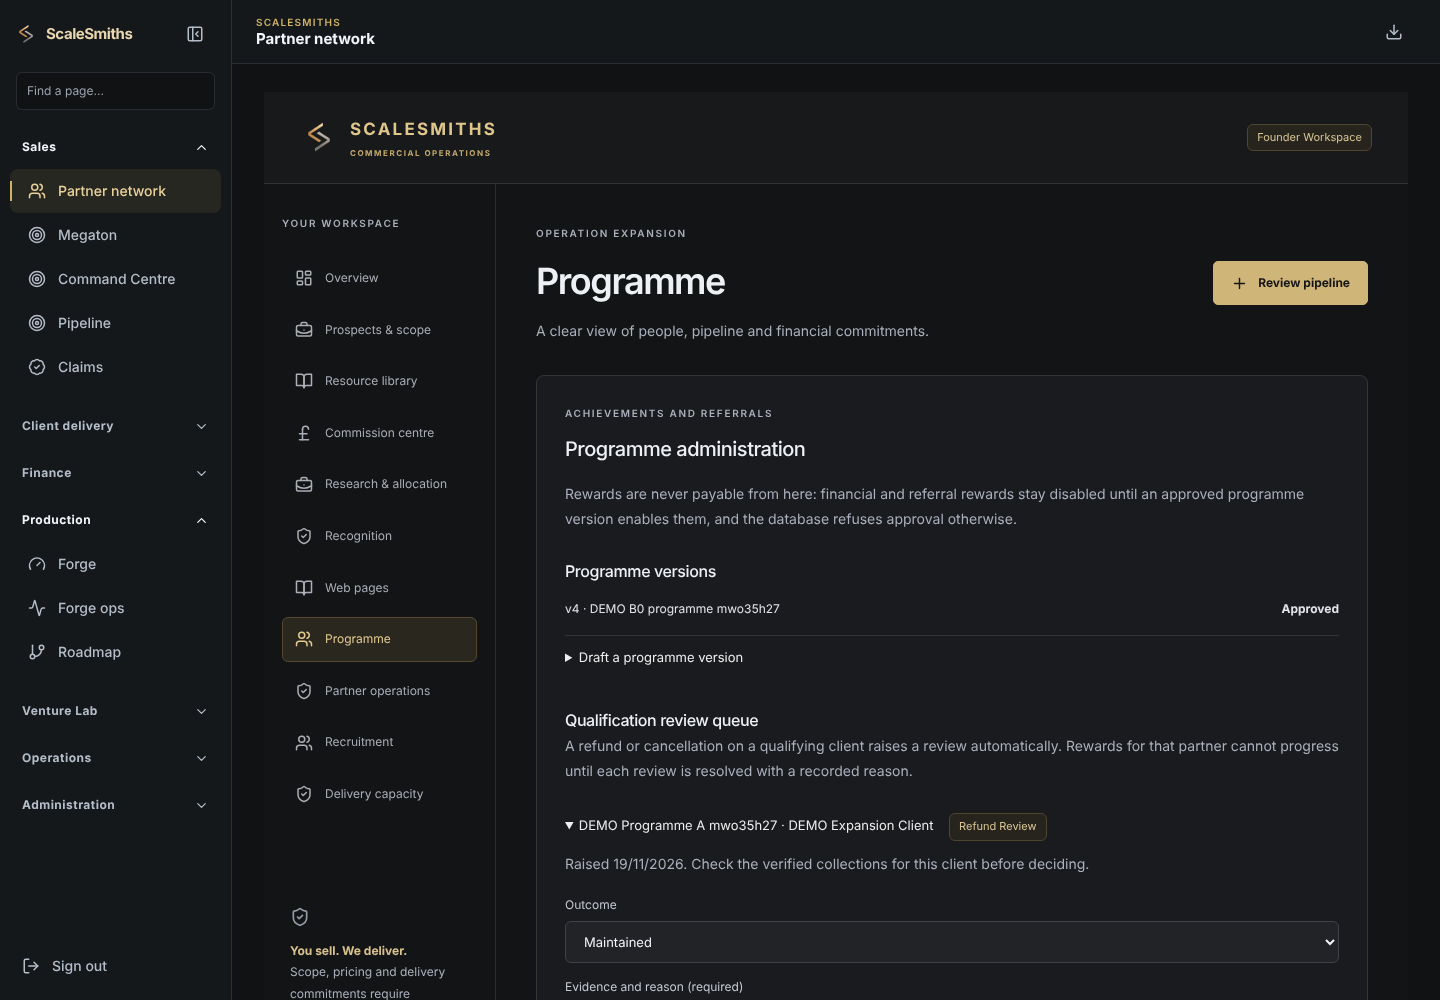 ScaleSmiths
Find a page...
Sales
Partner network
Megaton
Command Centre
Pipeline
Claims
Client delivery
Finance
Production
Forge
Forge ops
Roadmap
Venture Lab
Operations
Administration
Sign out
SCALESMITHS
Partner network
SCALESMITHS
COMMERCIAL OPERATIONS
Founder Workspace
YOUR WORKSPACE
Overview
Prospects & scope
Resource library
Commission centre
Research & allocation
Recognition
Web pages
Programme
Partner operations
Recruitment
Delivery capacity
You sell. We deliver.
Scope, pricing and delivery
commitments require
OPERATION EXPANSION
Programme
Review pipeline
A clear view of people, pipeline and financial commitments.
ACHIEVEMENTS AND REFERRALS
Programme administration
Rewards are never payable from here: financial and referral rewards stay disabled until an approved programme
version enables them, and the database refuses approval otherwise.
Programme versions
v4 · DEMO B0 programme mwo35h27
Approved
Draft a programme version
Qualification review queue
A refund or cancellation on a qualifying client raises a review automatically. Rewards for that partner cannot progress
until each review is resolved with a recorded reason.
DEMO Programme A mwo35h27 · DEMO Expansion Client
Refund Review
Raised 19/11/2026. Check the verified collections for this client before deciding.
Outcome
Maintained
Evidence and reason (required)